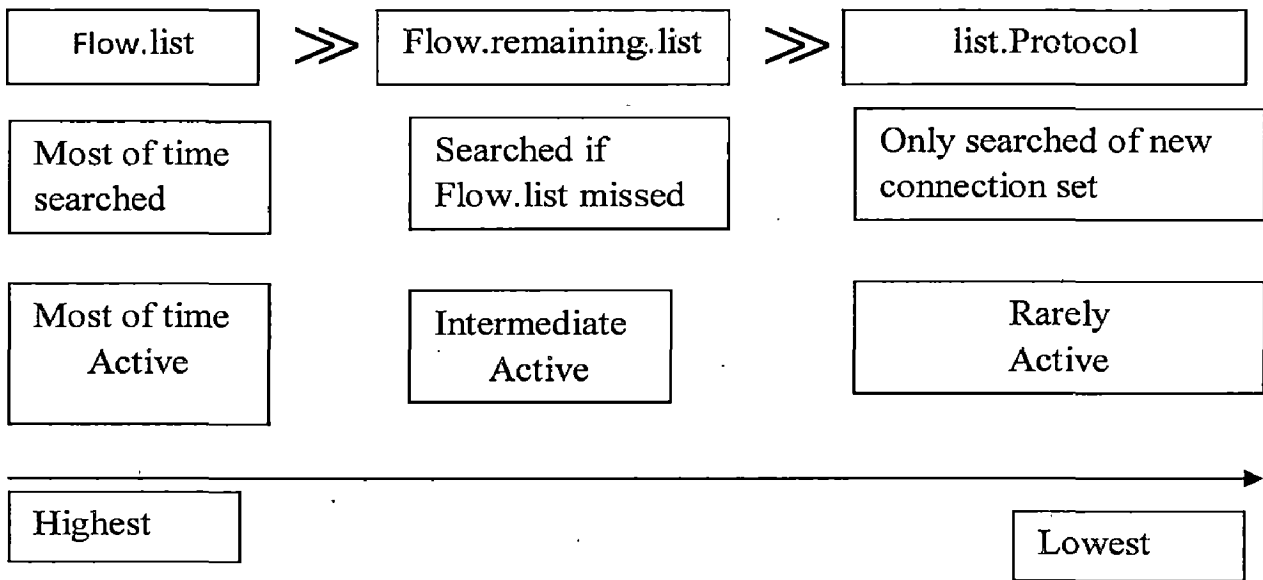 Flow.list
≫
Flow.remaining.list
≫
list.Protocol
Most of time
searched
Searched if
Flow.list missed
Only searched of new
connection set
Most of time
Active
Intermediate
Active
Rarely
Active
Highest
Lowest